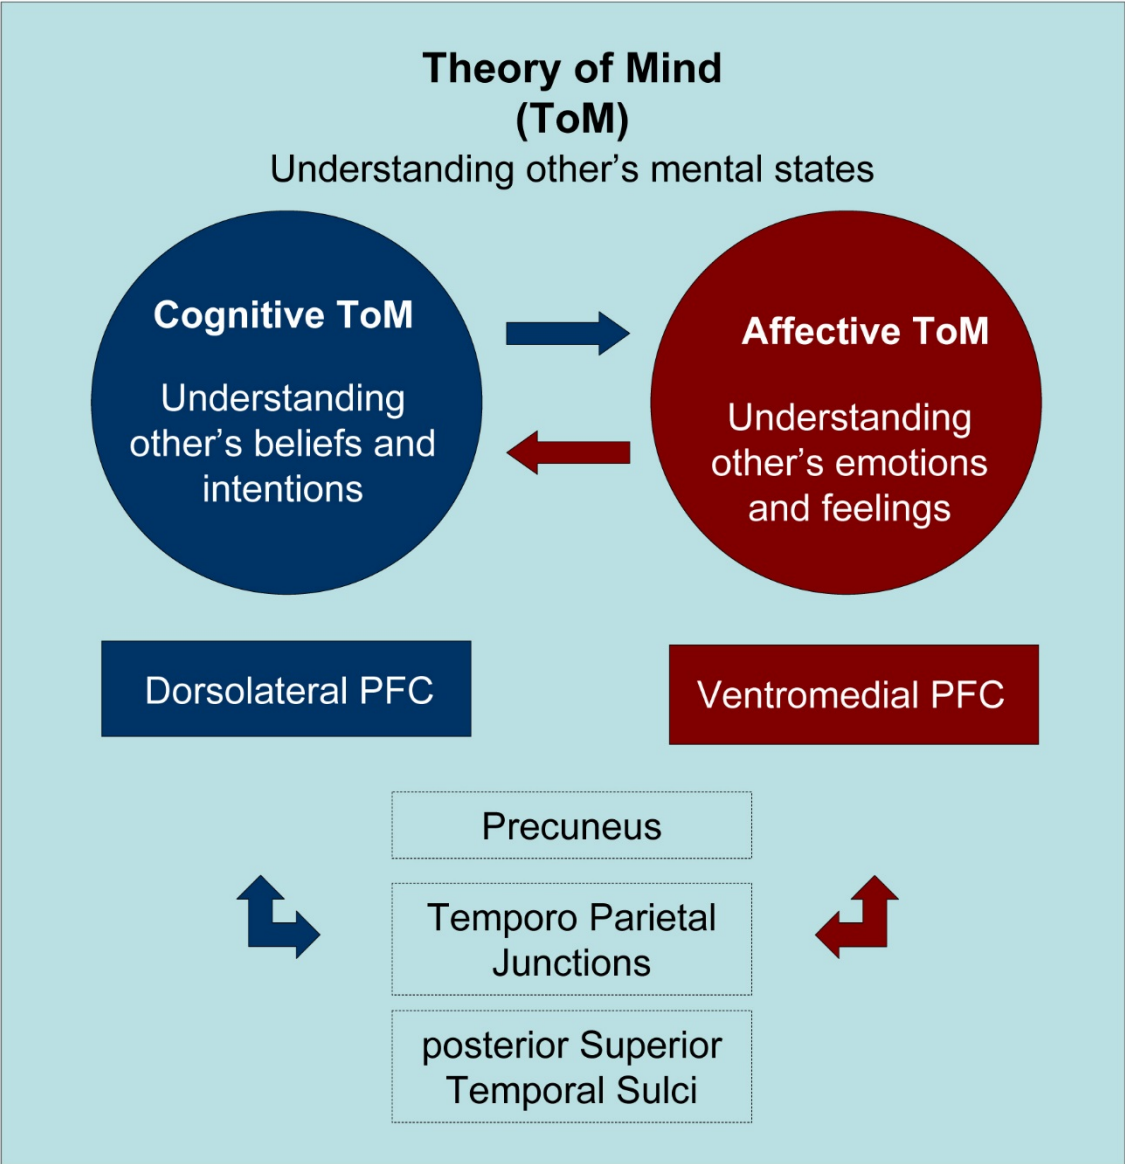 Theory of Mind
(ToM)
Understanding other’s mental states
Cognitive ToM
Understanding
other’s beliefs and
intentions
Affective ToM
Understanding
other’s emotions
and feelings
Dorsolateral PFC
Ventromedial PFC
Precuneus
Temporo Parietal
Junctions
posterior Superior
Temporal Sulci